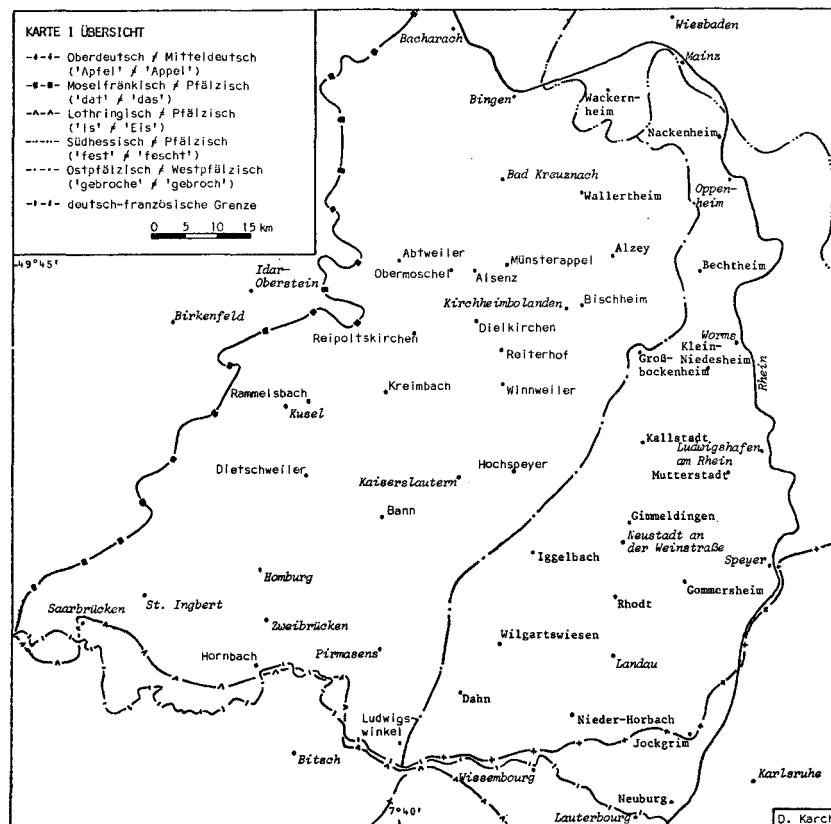 KARTE I ÜBERSICHT
Oberdeutsch ≠ Mitteldeutsch
('Apfel' ≠ 'Appel')
Moselfränkisch ≠ Pfälzisch
('dat' ≠ 'das')
Lothringisch ≠ Pfälzisch
('Is' ≠ 'Eis')
Südhessisch ≠ Pfälzisch
('fest' ≠ 'fescht')
Ostpfälzisch ≠ Westpfälzisch
('gebroche' ≠ 'gebroch')
deutsch-französische Grenze
0 5 10 15 km
Wiesbaden
Bacharach
Mainz
Bingen
Wackern-
heim
Nackenheim
Bad Kreuznach
Wallertheim
Oppen-
heim
49°45'
Abtweiler
Münsterappel
Alzey
Obermoschel
Alsenz
Bechtheim
Idar-
Oberstein
Kirchheimbolanden
Bischheim
Birkenfeld
Dielkirchen
Reipoltskirchen
Worms
Reiterhof
Klein-
Niedesheim
Groß-
bockenheim
Rhein
Rammelsbach
Kreimbach
Winnweiler
Kusel
Kallstadt
Ludwigshafen
am Rhein
Dietschweiler
Hochspeyer
Kaiserslautern
Mutterstadt
Bann
Gimmeldingen
Neustadt an
der Weinstraße
Iggelbach
Speyer
Homburg
Gommersheim
St. Ingbert
Rhodt
Saarbrücken
Zweibrücken
Wilgartswiesen
Hornbach
Pirmasens
Landau
Dahn
Ludwigs-
winkel
Nieder-Horbach
Jockgrim
Bitsch
Wissembourg
Karlsruhe
7°40'
Neuburg
Lauterbourg
D. Karch